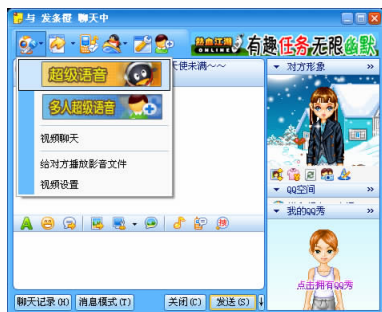 与 发条橙 聊天中
热血江湖 有趣任务无限幽默
ONLINE
天使未满～～
对方形象 »
超级语音
多人超级语音
视频聊天
给对方播放影音文件
视频设置
QQ空间 »
我的QQ秀 »
点击拥有QQ秀
聊天记录(H) 消息模式(T) 关闭(C) 发送(S)